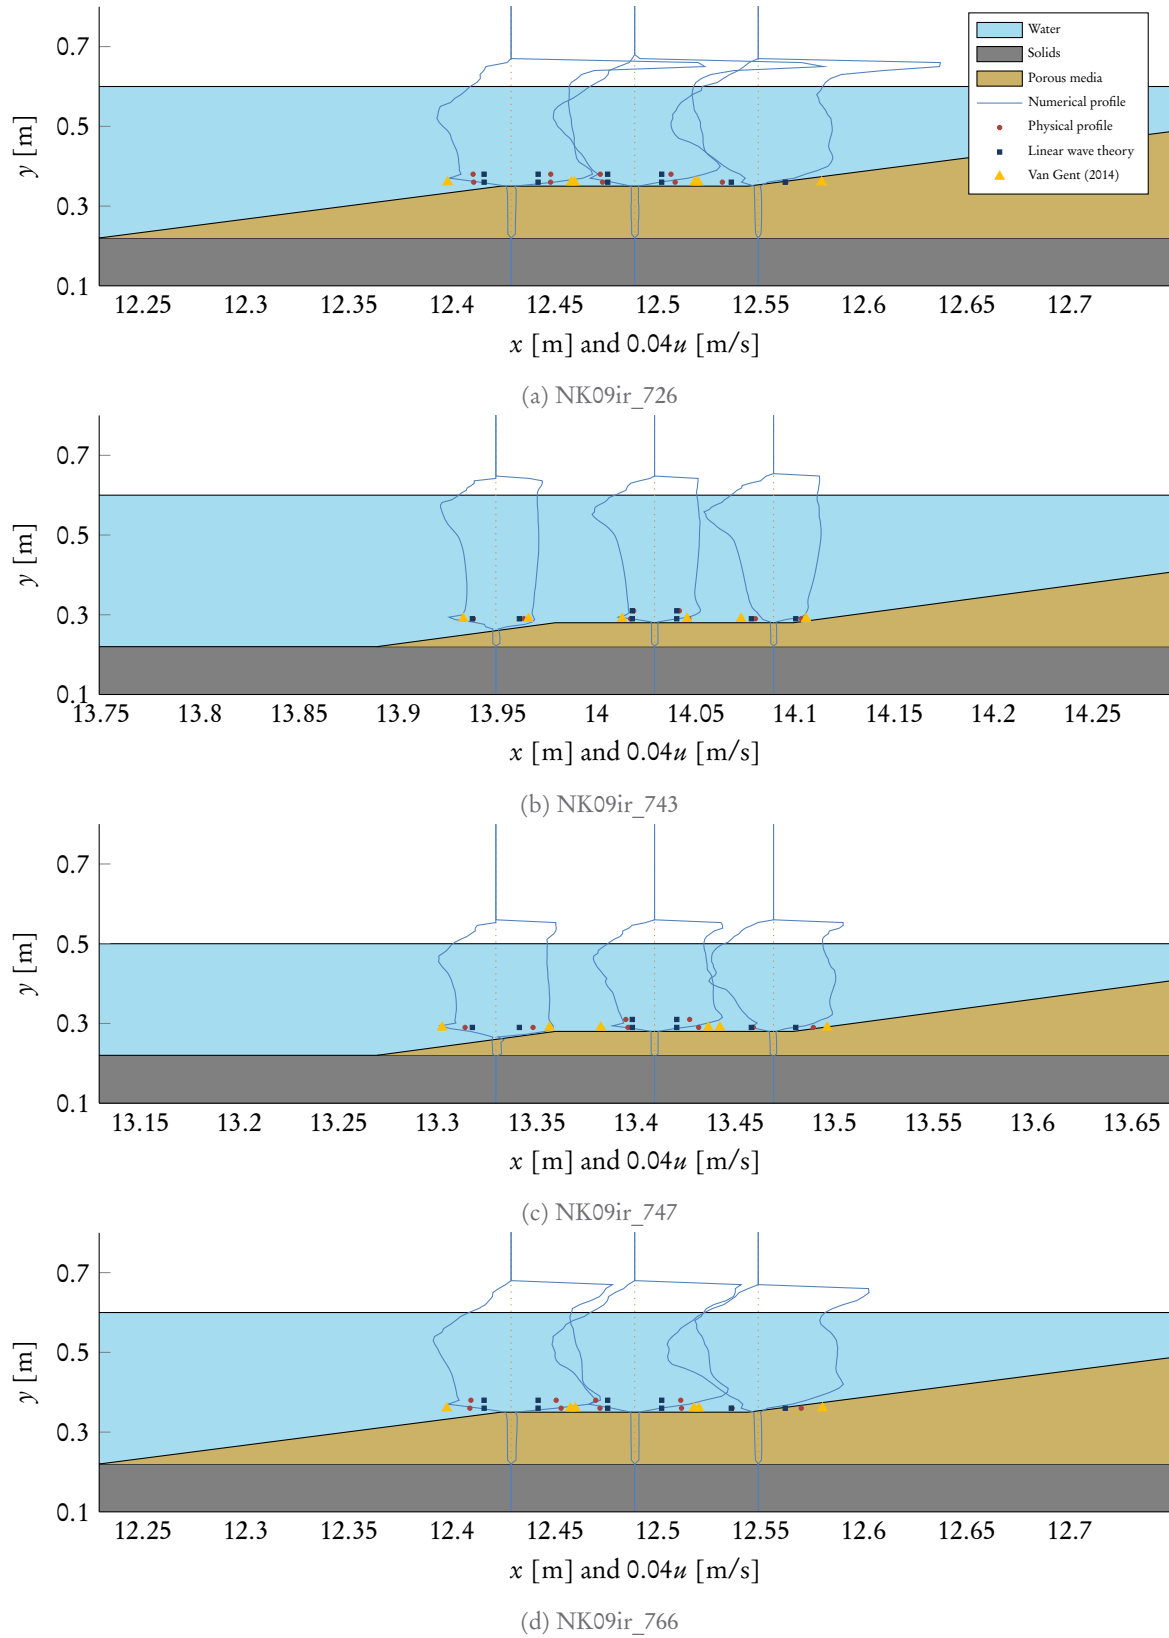 0.7
0.5
0.3
0.1
y [m]
Water
Solids
Porous media
Numerical profile
Physical profile
Linear wave theory
Van Gent (2014)
12.25 12.3 12.35 12.4 12.45 12.5 12.55 12.6 12.65 12.7
x [m] and 0.04u [m/s]
(a) NK09ir_726
0.7
0.5
0.3
0.1
y [m]
13.75 13.8 13.85 13.9 13.95 14 14.05 14.1 14.15 14.2 14.25
x [m] and 0.04u [m/s]
(b) NK09ir_743
0.7
0.5
0.3
0.1
y [m]
13.15 13.2 13.25 13.3 13.35 13.4 13.45 13.5 13.55 13.6 13.65
x [m] and 0.04u [m/s]
(c) NK09ir_747
0.7
0.5
0.3
0.1
y [m]
12.25 12.3 12.35 12.4 12.45 12.5 12.55 12.6 12.65 12.7
x [m] and 0.04u [m/s]
(d) NK09ir_766